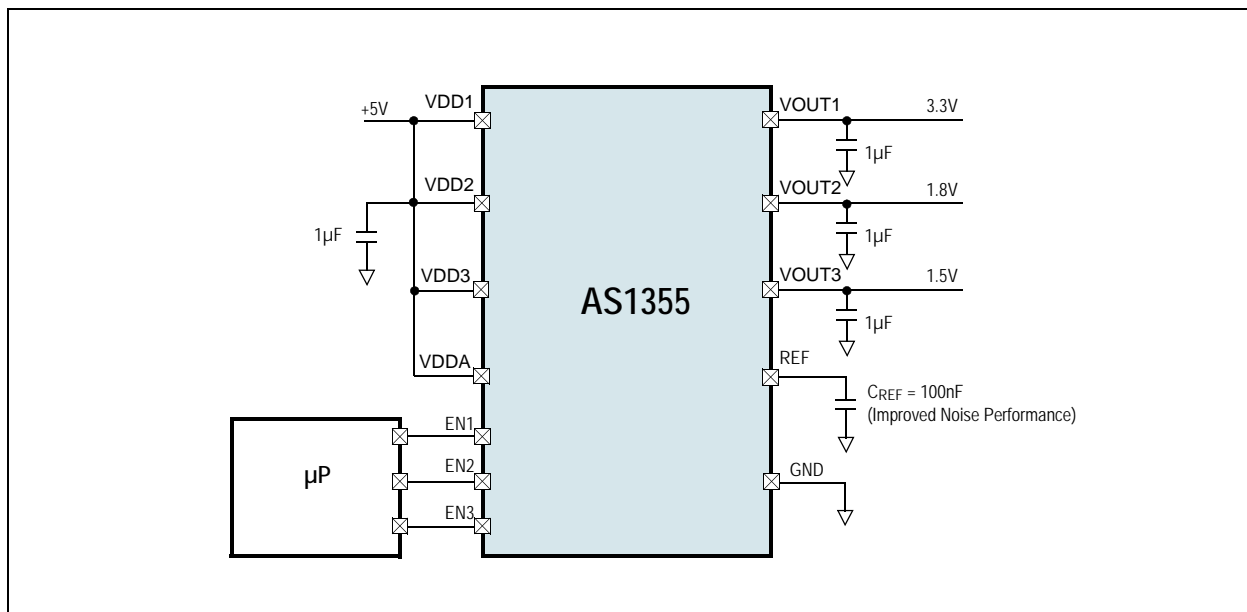 +5V
VDD1
VDD2
1µF
VDD3
VDDA
EN1
EN2
EN3
µP
AS1355
VOUT1
3.3V
1µF
VOUT2
1.8V
1µF
VOUT3
1.5V
1µF
REF
CREF = 100nF
(Improved Noise Performance)
GND